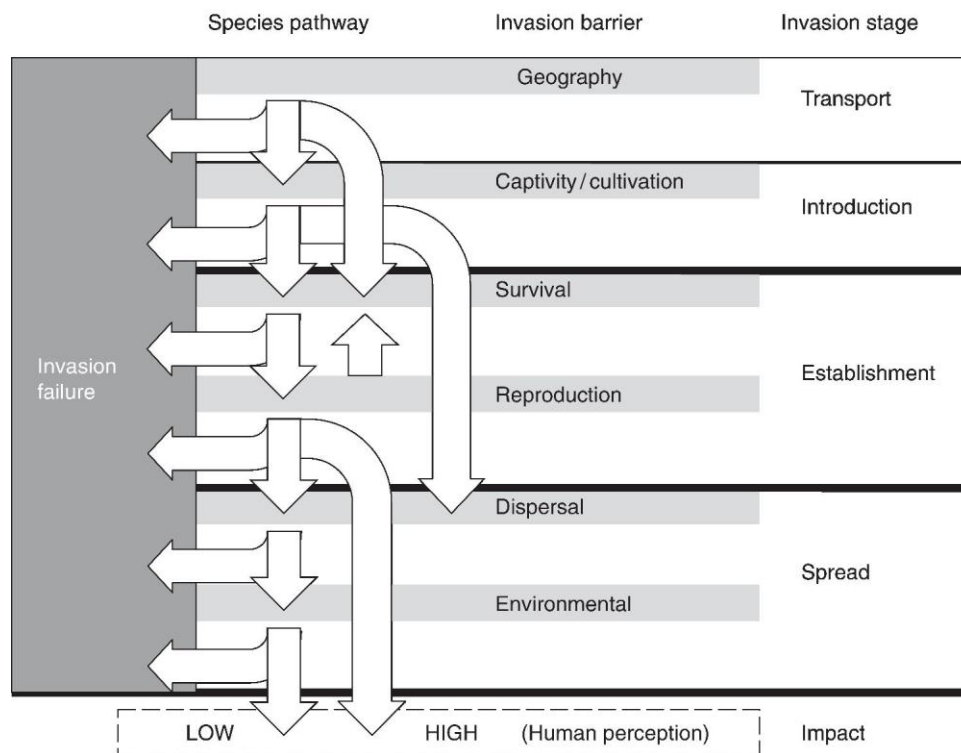 Species pathway Invasion barrier Invasion stage
Geography
Transport
Captivity / cultivation
Introduction
Survival
Invasion
failure
Establishment
Reproduction
Dispersal
Spread
Environmental
LOW HIGH (Human perception) Impact